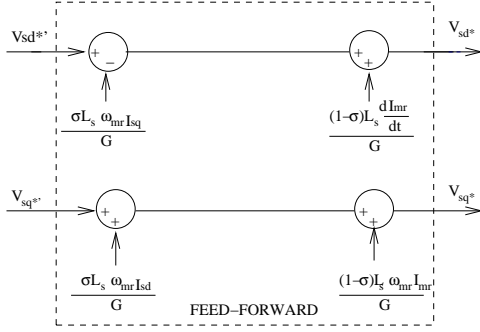 Vsd*' + − + + Vsd*
σLs ωmr Isq / G
(1−σ)Ls dImr/dt / G
Vsq*' + + + + Vsq*
σLs ωmr Isd / G
(1−σ)Ls ωmr Imr / G
FEED−FORWARD